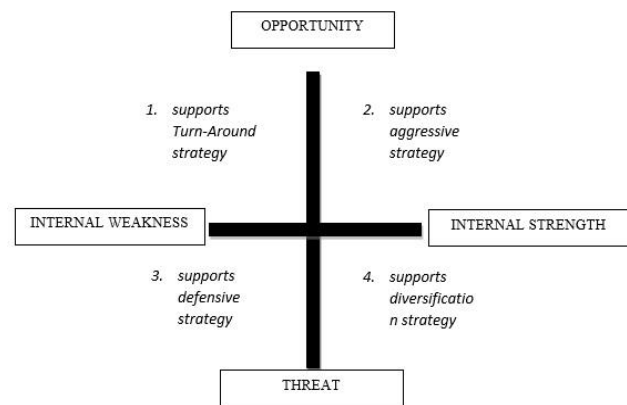 OPPORTUNITY
1. supports
Turn-Around
strategy
2. supports
aggressive
strategy
INTERNAL WEAKNESS
INTERNAL STRENGTH
3. supports
defensive
strategy
4. supports
diversificatio
n strategy
THREAT